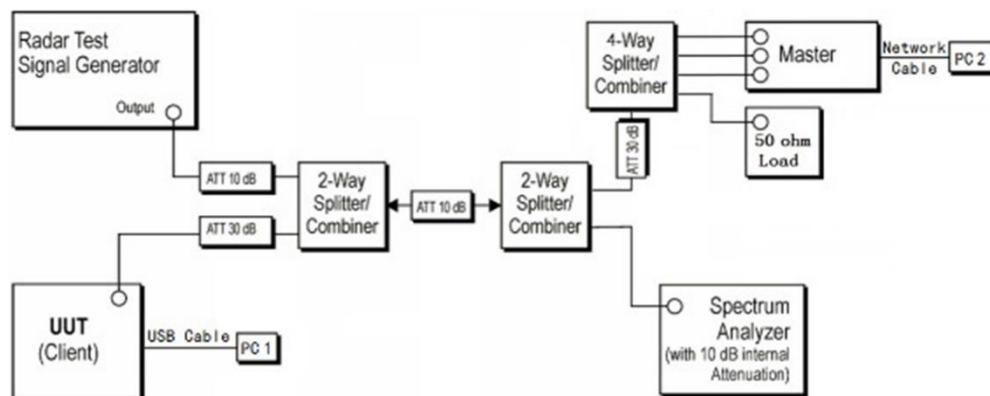 Radar Test
Signal Generator
Output
ATT 10 dB
2-Way
Splitter/
Combiner
ATT 30 dB
UUT
(Client)
USB Cable
PC 1
ATT 10 dB
2-Way
Splitter/
Combiner
ATT 30 dB
4-Way
Splitter/
Combiner
Master
Network
Cable
PC 2
50 ohm
Load
Spectrum
Analyzer
(with 10 dB internal
Attenuation)